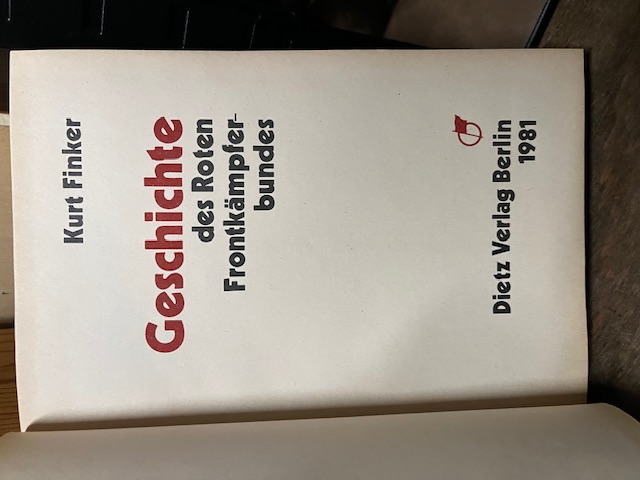 Kurt Finker
Geschichte
des Roten
Frontkämpfer-
bundes
Dietz Verlag Berlin
1981